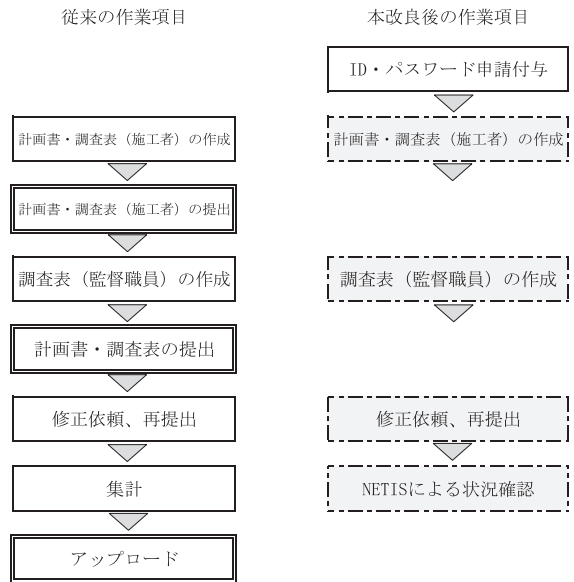 従来の作業項目
計画書・調査表（施工者）の作成
計画書・調査表（施工者）の提出
調査表（監督職員）の作成
計画書・調査表の提出
修正依頼、再提出
集計
アップロード
本改良後の作業項目
ID・パスワード申請付与
計画書・調査表（施工者）の作成
調査表（監督職員）の作成
修正依頼、再提出
NETISによる状況確認